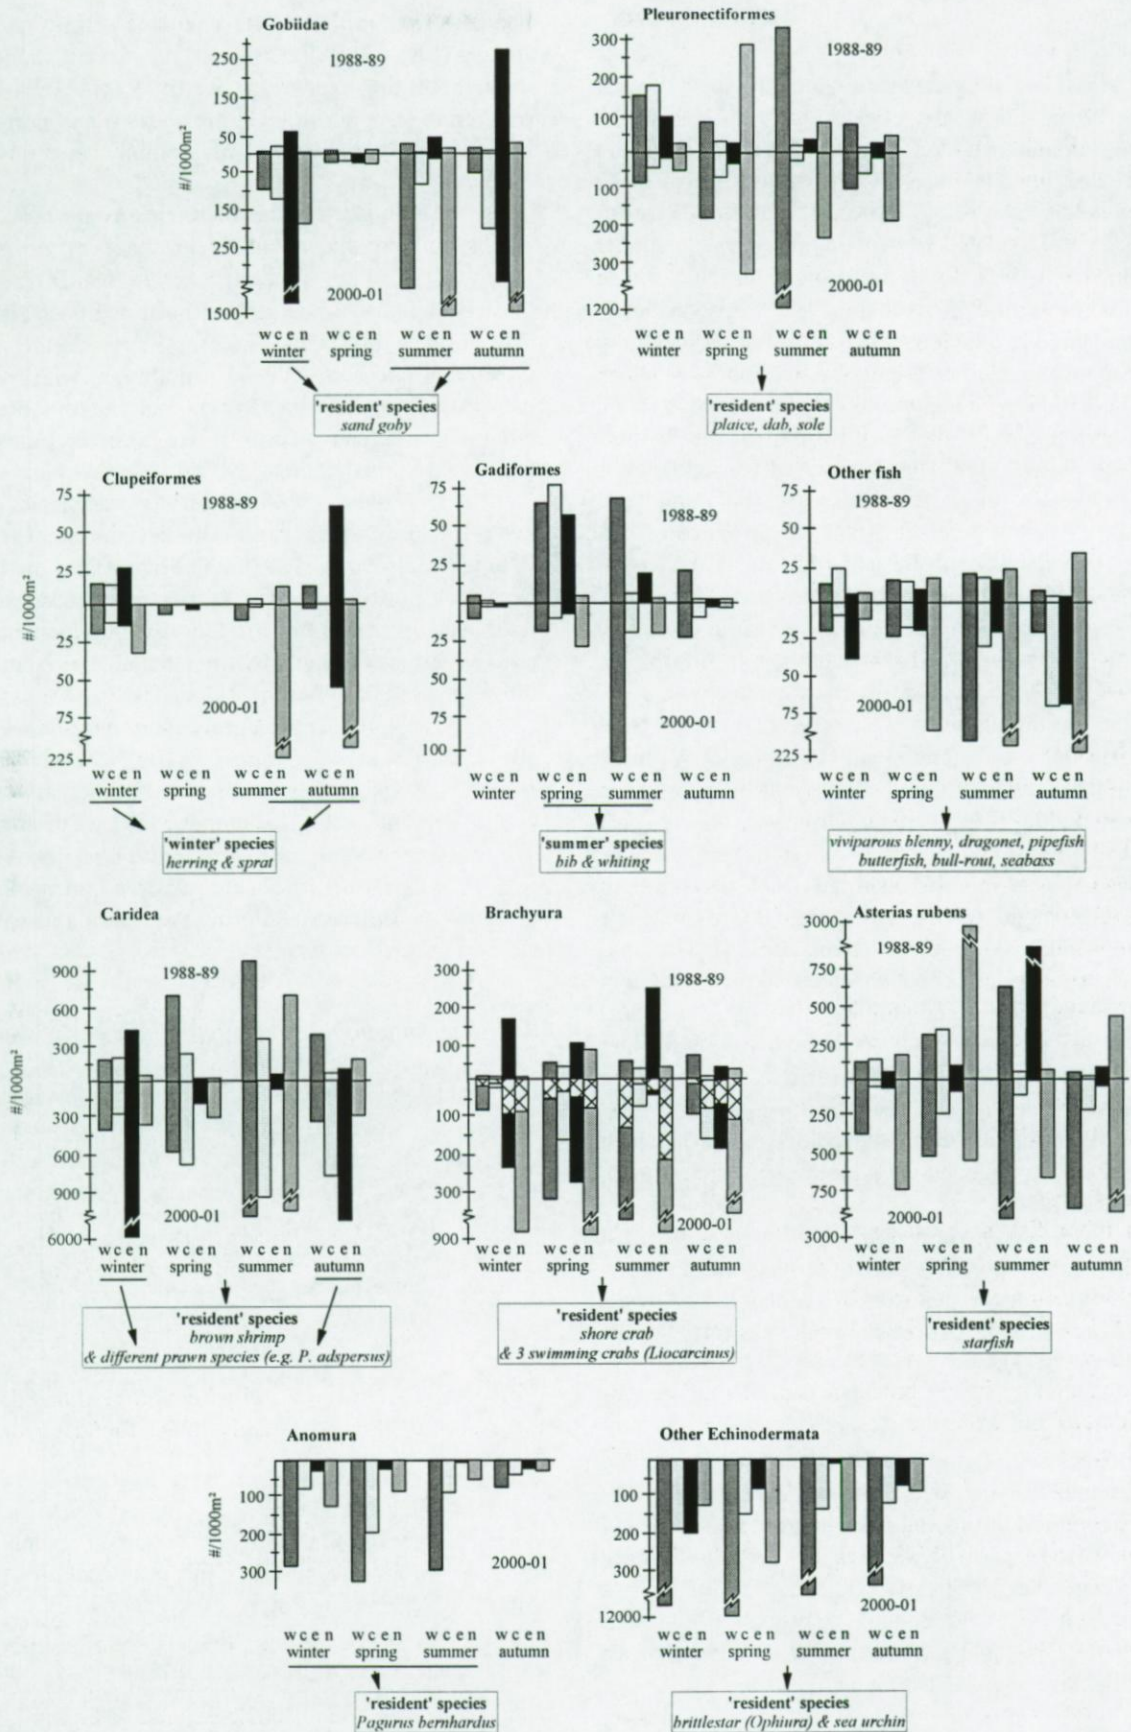 Gobiidae
1988-89
250
150
50
50
150
250
1500
#/1000m²
2000-01
w c e n w c e n w c e n w c e n
winter spring summer autumn
'resident' species
sand goby
Pleuronectiformes
1988-89
300
200
100
100
200
300
1200
2000-01
w c e n w c e n w c e n w c e n
winter spring summer autumn
'resident' species
plaice, dab, sole
Clupeiformes
1988-89
75
50
25
25
50
75
225
#/1000m²
2000-01
w c e n w c e n w c e n w c e n
winter spring summer autumn
'winter' species
herring & sprat
Gadiformes
1988-89
75
50
25
25
50
75
100
2000-01
w c e n w c e n w c e n w c e n
winter spring summer autumn
'summer' species
bib & whiting
Other fish
1988-89
75
50
25
25
50
75
225
2000-01
w c e n w c e n w c e n w c e n
winter spring summer autumn
viviparous blenny, dragonet, pipefish
butterfish, bull-rout, seabass
Caridea
1988-89
900
600
300
300
600
900
6000
#/1000m²
2000-01
w c e n w c e n w c e n w c e n
winter spring summer autumn
'resident' species
brown shrimp
& different prawn species (e.g. P. adspersus)
Brachyura
1988-89
300
200
100
100
200
300
900
2000-01
w c e n w c e n w c e n w c e n
winter spring summer autumn
'resident' species
shore crab
& 3 swimming crabs (Liocarcinus)
Asterias rubens
1988-89
3000
750
500
250
250
500
750
3000
2000-01
w c e n w c e n w c e n w c e n
winter spring summer autumn
'resident' species
starfish
Anomura
100
200
300
#/1000m²
2000-01
w c e n w c e n w c e n w c e n
winter spring summer autumn
'resident' species
Pagurus bernhardus
Other Echinodermata
100
200
300
12000
2000-01
w c e n w c e n w c e n w c e n
winter spring summer autumn
'resident' species
brittlestar (Ophiura) & sea urchin